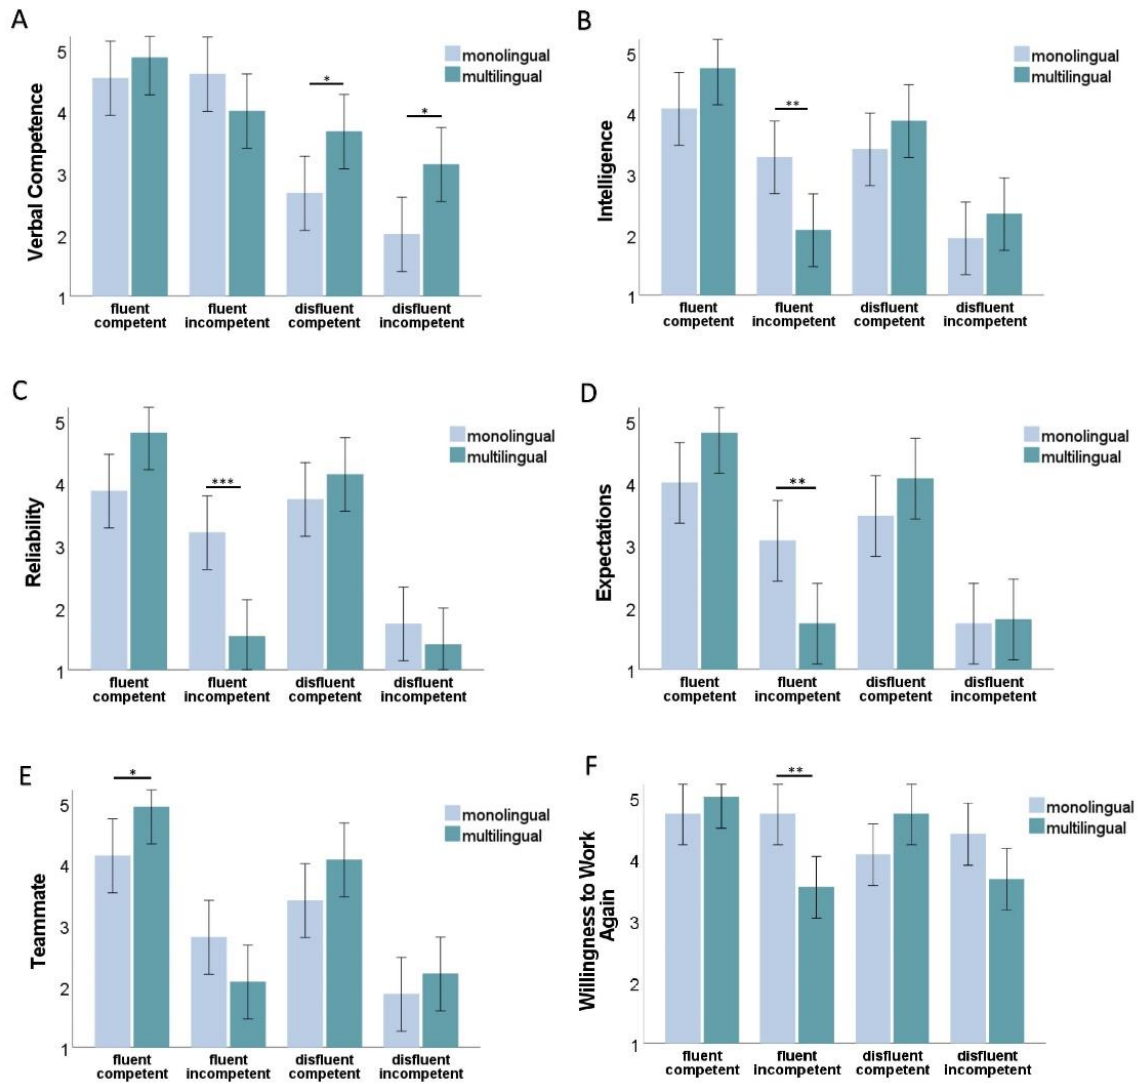 A
Verbal Competence
5
4
3
2
1
monolingual
multilingual
*
*
fluent competent
fluent incompetent
disfluent competent
disfluent incompetent
B
Intelligence
5
4
3
2
1
monolingual
multilingual
**
fluent competent
fluent incompetent
disfluent competent
disfluent incompetent
C
Reliability
5
4
3
2
1
monolingual
multilingual
***
fluent competent
fluent incompetent
disfluent competent
disfluent incompetent
D
Expectations
5
4
3
2
1
monolingual
multilingual
**
fluent competent
fluent incompetent
disfluent competent
disfluent incompetent
E
Teammate
5
4
3
2
1
monolingual
multilingual
*
fluent competent
fluent incompetent
disfluent competent
disfluent incompetent
F
Willingness to Work
Again
5
4
3
2
1
monolingual
multilingual
**
fluent competent
fluent incompetent
disfluent competent
disfluent incompetent